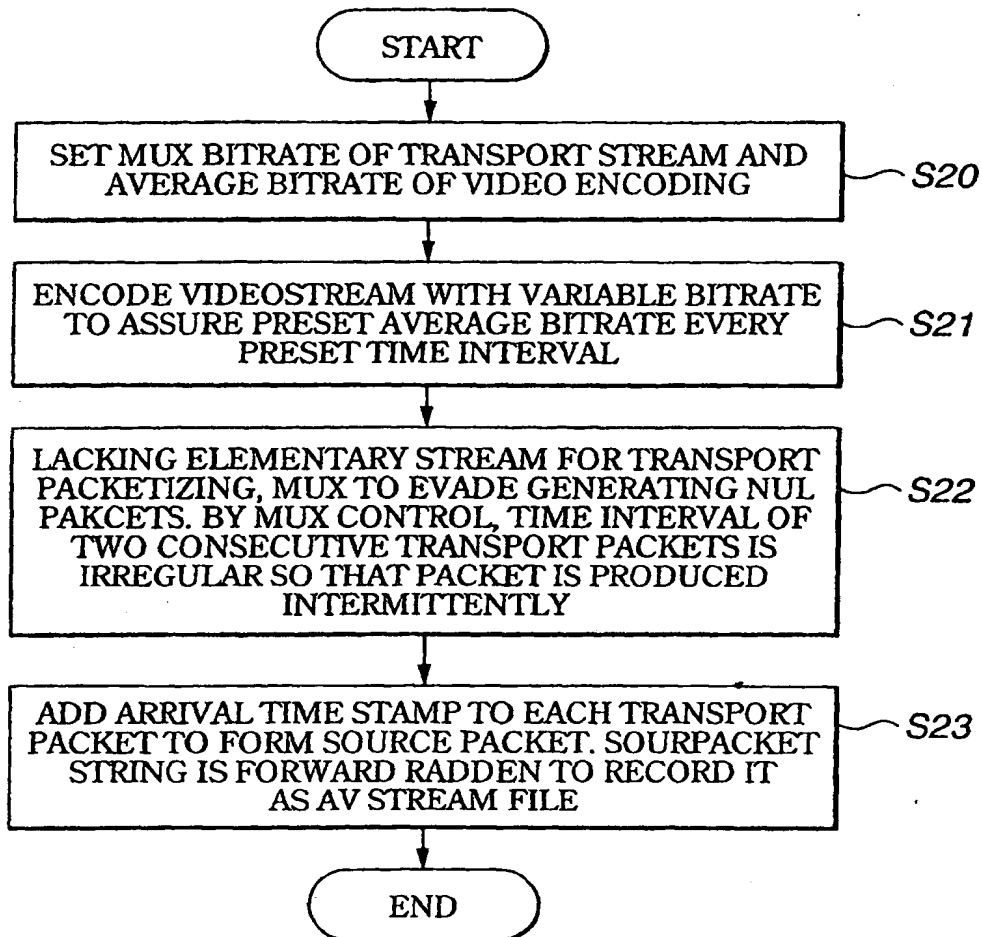 START
SET MUX BITRATE OF TRANSPORT STREAM AND
AVERAGE BITRATE OF VIDEO ENCODING
S20
ENCODE VIDEOSTREAM WITH VARIABLE BITRATE
TO ASSURE PRESET AVERAGE BITRATE EVERY
PRESET TIME INTERVAL
S21
LACKING ELEMENTARY STREAM FOR TRANSPORT
PACKETIZING, MUX TO EVADE GENERATING NUL
PAKCETS. BY MUX CONTROL, TIME INTERVAL OF
TWO CONSECUTIVE TRANSPORT PACKETS IS
IRREGULAR SO THAT PACKET IS PRODUCED
INTERMITTENTLY
S22
ADD ARRIVAL TIME STAMP TO EACH TRANSPORT
PACKET TO FORM SOURCE PACKET. SOURPACKET
STRING IS FORWARD RADDEN TO RECORD IT
AS AV STREAM FILE
S23
END